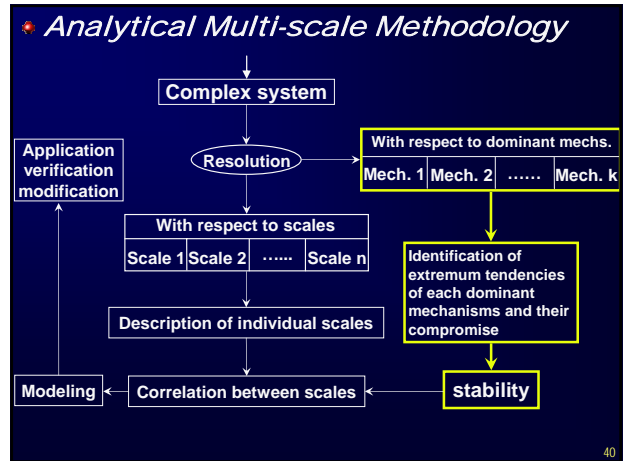 Analytical Multi-scale Methodology
Complex system
Resolution
With respect to dominant mechs.
Mech. 1 Mech. 2 …… Mech. k
Application
verification
modification
With respect to scales
Scale 1 Scale 2 …... Scale n
Identification of
extremum tendencies
of each dominant
mechanisms and their
compromise
Description of individual scales
Modeling
Correlation between scales
stability
40